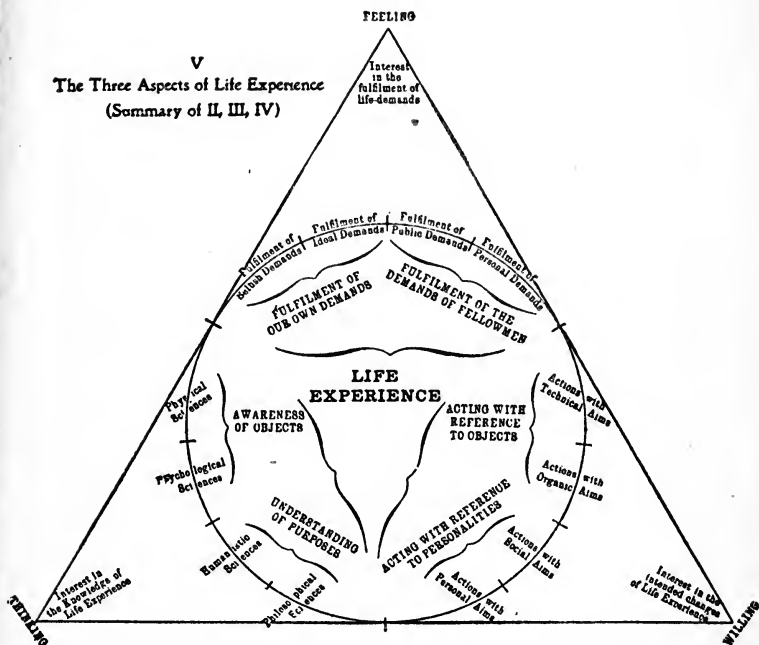 FEELING
V
The Three Aspects of Life Experience
(Summary of II, III, IV)
Interest
in the
fulfilment of
life-demands
Fulfilment of
Selfish Demands
Fulfilment of
Ideal Demands
Fulfilment of
Public Demands
Fulfilment of
Personal Demands
FULFILMENT OF
OUR OWN DEMANDS
FULFILMENT OF THE
DEMANDS OF FELLOWMEN
LIFE
EXPERIENCE
Physical
Sciences
AWARENESS
OF OBJECTS
ACTING WITH
REFERENCE
TO OBJECTS
Actions with
Technical Aims
Psychological
Sciences
Actions with
Organic Aims
UNDERSTANDING
OF PURPOSES
ACTING WITH REFERENCE
TO PERSONALITIES
Humanistic
Sciences
Actions with
Social Aims
Philosophical
Sciences
Actions with
Personal Aims
Interest in
the Knowledge of
Life Experience
Interest in the
intended changes
of Life Experience
THINKING
WILLING